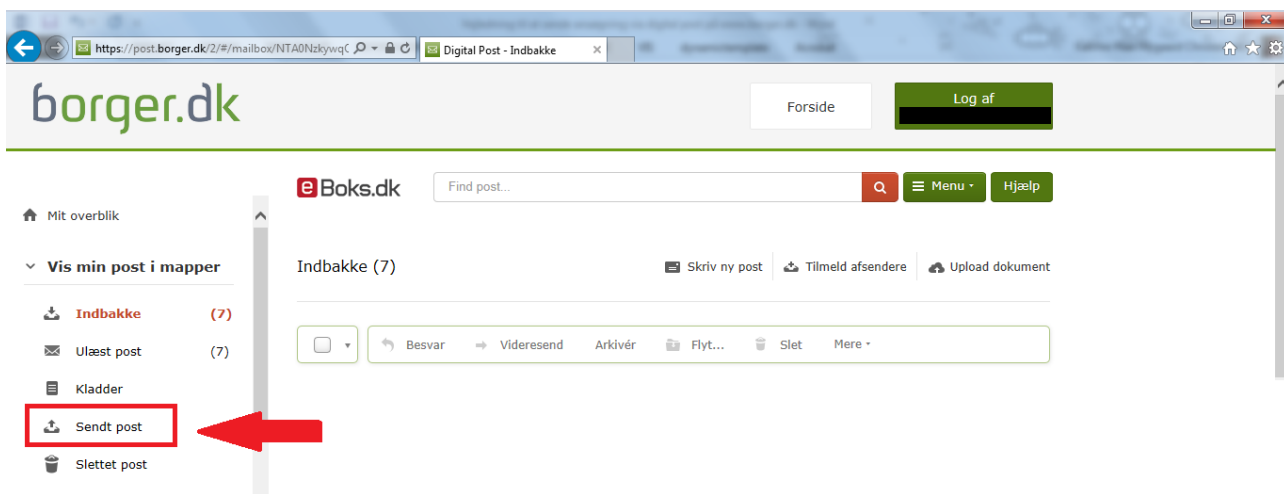 https://post.borger.dk/2/#/mailbox/NTA0NzkywqC
Digital Post - Indbakke
borger.dk
Forside
Log af
e Boks.dk
Find post...
Menu
Hjælp
Mit overblik
Vis min post i mapper
Indbakke (7)
Skriv ny post
Tilmeld afsendere
Upload dokument
Indbakke (7)
Ulæst post (7)
Besvar
Videresend
Arkivér
Flyt...
Slet
Mere
Kladder
Sendt post
Slettet post